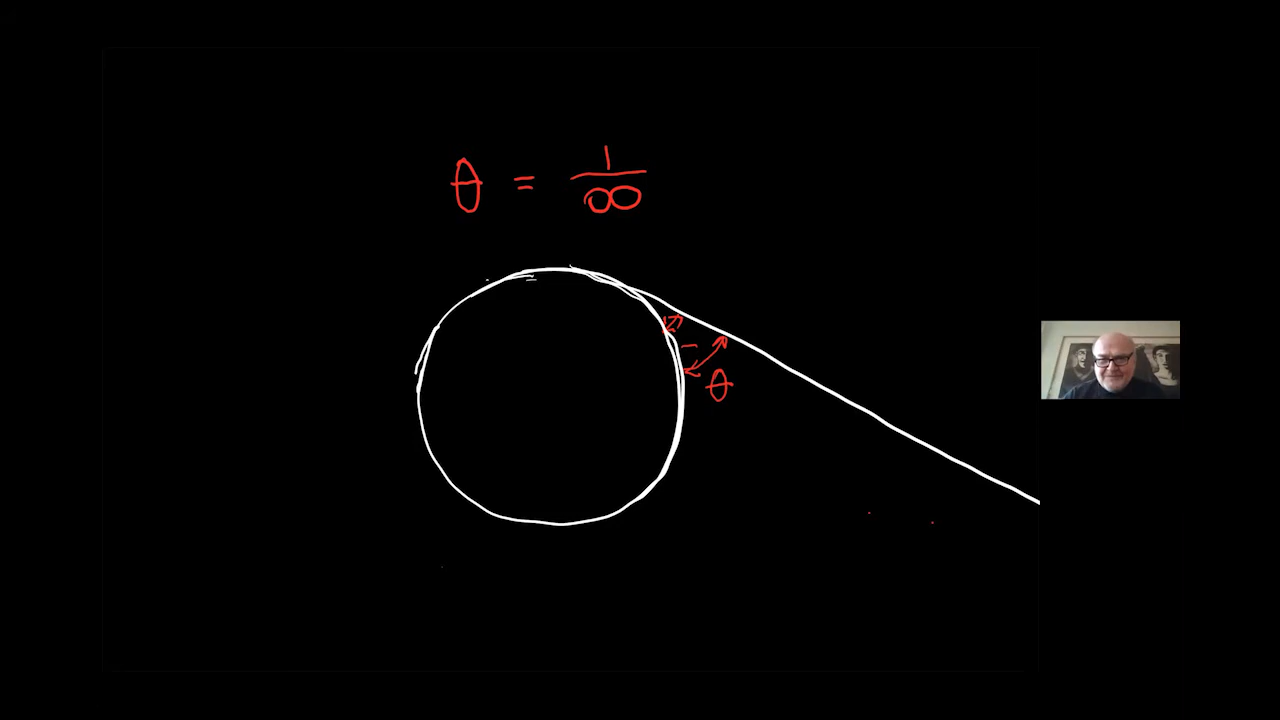 θ = 1/∞
θ